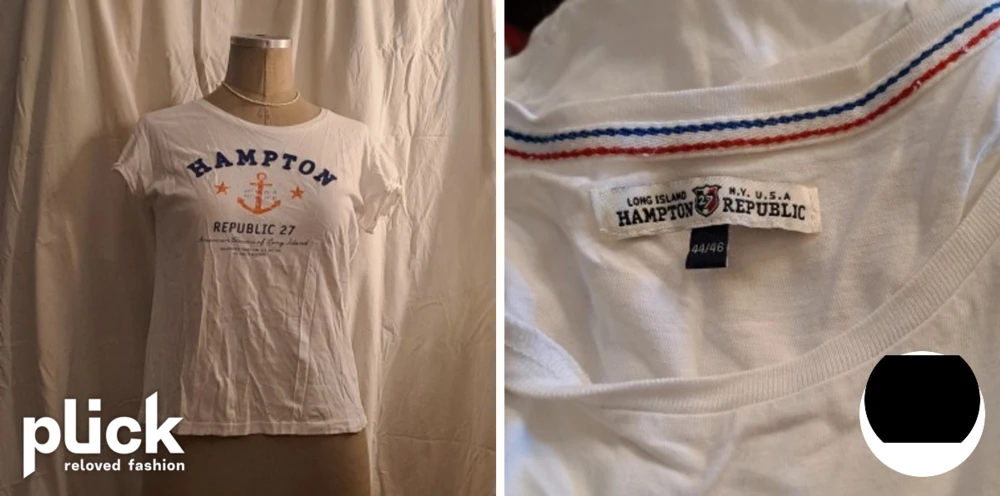 HAMPTON
REPUBLIC 27
plick
reloved fashion
LONG ISLAND N.Y. U.S.A
HAMPTON 27 REPUBLIC
44/46